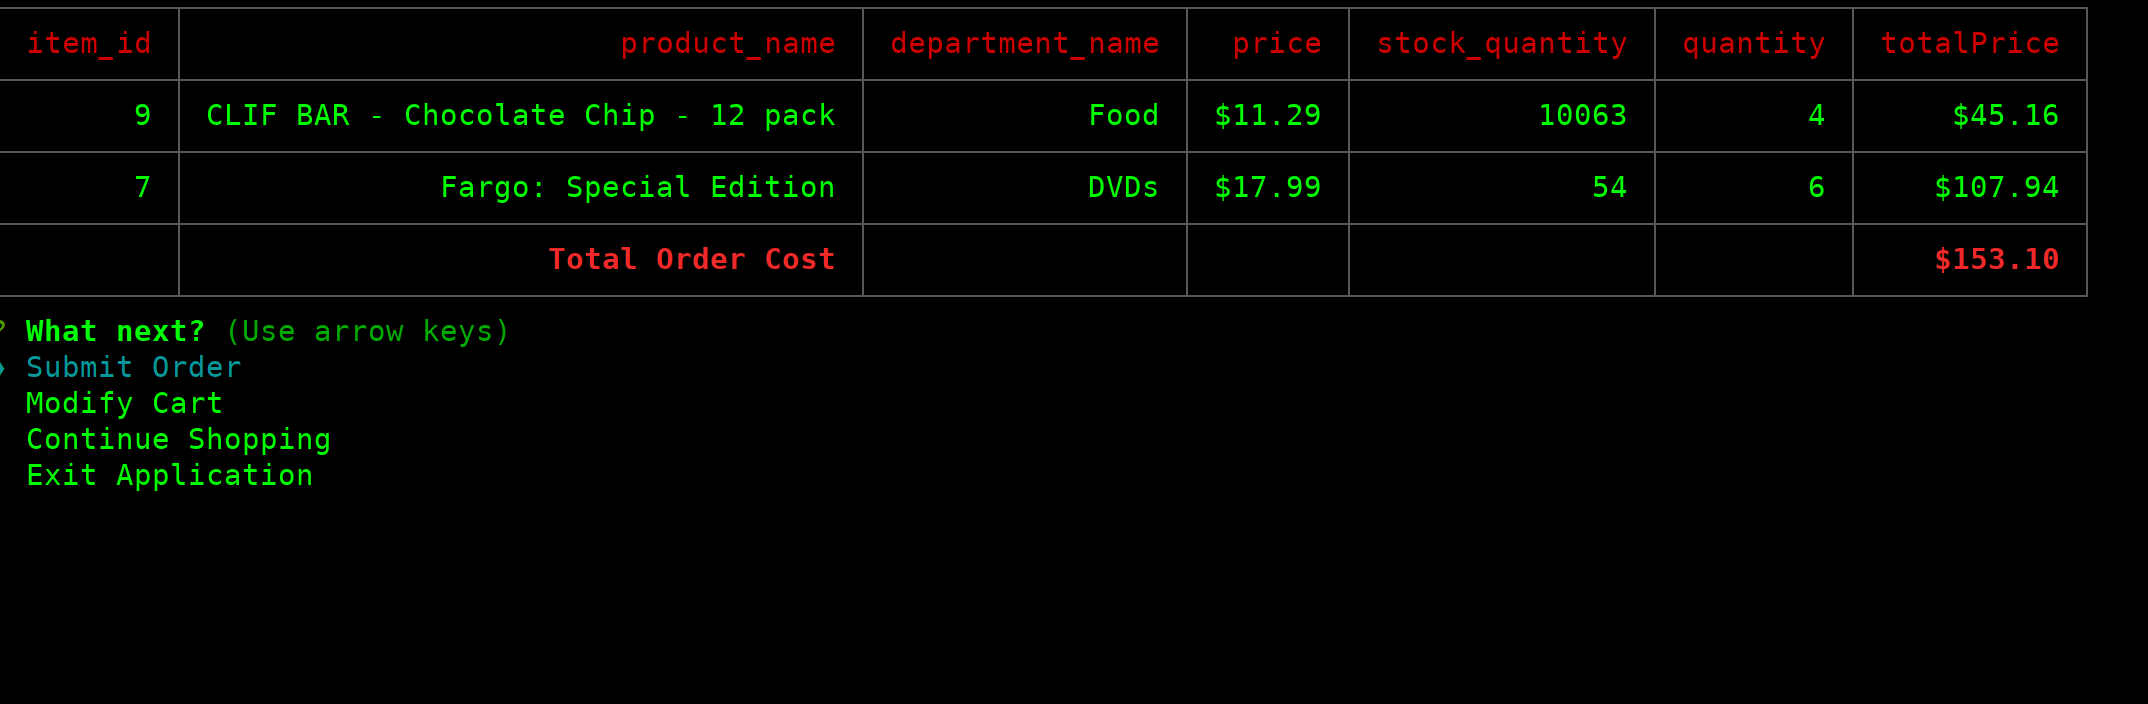 item_id product_name department_name price stock_quantity quantity totalPrice
9 CLIF BAR - Chocolate Chip - 12 pack Food $11.29 10063 4 $45.16
7 Fargo: Special Edition DVDs $17.99 54 6 $107.94
Total Order Cost $153.10
? What next? (Use arrow keys)
❯ Submit Order
Modify Cart
Continue Shopping
Exit Application